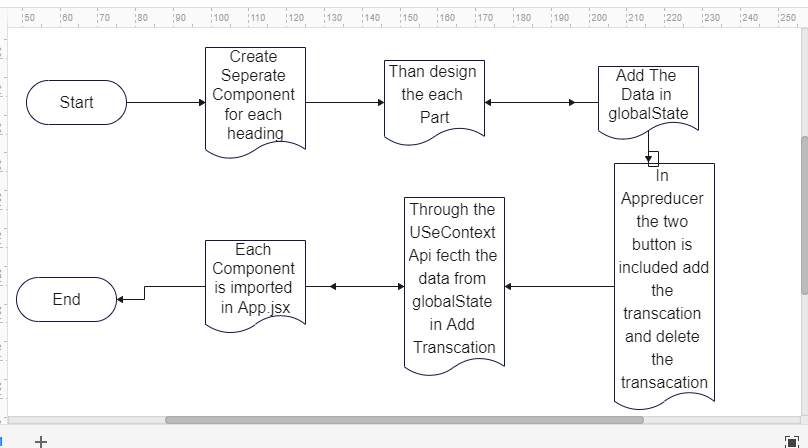 50 60 70 80 90 100 110 120 130 140 150 160 170 180 190 200 210 220 230 240 250
Start
Create
Seperate
Component
for each
heading
Than design
the each
Part
Add The
Data in
globalState
In
Appreducer
the two
button is
included add
the
transcation
and delete
the
transacation
Through the
USeContext
Api fecth the
data from
globalState
in Add
Transcation
Each
Component
is imported
in App.jsx
End